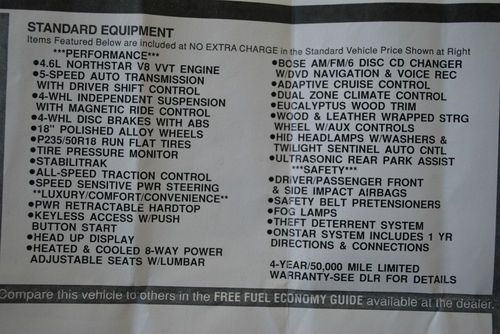 STANDARD EQUIPMENT
Items Featured Below are included at NO EXTRA CHARGE in the Standard Vehicle Price Shown at Right
***PERFORMANCE***
●4.6L NORTHSTAR V8 VVT ENGINE
●5-SPEED AUTO TRANSMISSION
WITH DRIVER SHIFT CONTROL
●4-WHL INDEPENDENT SUSPENSION
WITH MAGNETIC RIDE CONTROL
●4-WHL DISC BRAKES WITH ABS
●18" POLISHED ALLOY WHEELS
●P235/50R18 RUN FLAT TIRES
●TIRE PRESSURE MONITOR
●STABILITRAK
●ALL-SPEED TRACTION CONTROL
●SPEED SENSITIVE PWR STEERING
**LUXURY/COMFORT/CONVENIENCE**
●PWR RETRACTABLE HARDTOP
●KEYLESS ACCESS W/PUSH
BUTTON START
●HEAD UP DISPLAY
●HEATED & COOLED 8-WAY POWER
ADJUSTABLE SEATS W/LUMBAR
●BOSE AM/FM/6 DISC CD CHANGER
W/DVD NAVIGATION & VOICE REC
●ADAPTIVE CRUISE CONTROL
●DUAL ZONE CLIMATE CONTROL
●EUCALYPTUS WOOD TRIM
●WOOD & LEATHER WRAPPED STRG
WHEEL W/AUX CONTROLS
●HID HEADLAMPS W/WASHERS &
TWILIGHT SENTINEL AUTO CNTL
●ULTRASONIC REAR PARK ASSIST
***SAFETY***
●DRIVER/PASSENGER FRONT
& SIDE IMPACT AIRBAGS
●SAFETY BELT PRETENSIONERS
●FOG LAMPS
●THEFT DETERRENT SYSTEM
●ONSTAR SYSTEM INCLUDES 1 YR
DIRECTIONS & CONNECTIONS
4-YEAR/50,000 MILE LIMITED
WARRANTY-SEE DLR FOR DETAILS
Compare this vehicle to others in the FREE FUEL ECONOMY GUIDE available at the dealer.